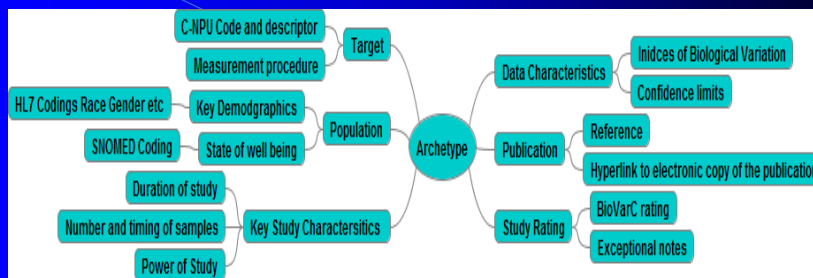 C-NPU Code and descriptor
Target
Measurement procedure
HL7 Codings Race Gender etc
Key Demodgraphics
Population
SNOMED Coding
State of well being
Duration of study
Number and timing of samples
Key Study Charactersitics
Power of Study
Archetype
Data Characteristics
Inidces of Biological Variation
Confidence limits
Publication
Reference
Hyperlink to electronic copy of the publication
Study Rating
BioVarC rating
Exceptional notes